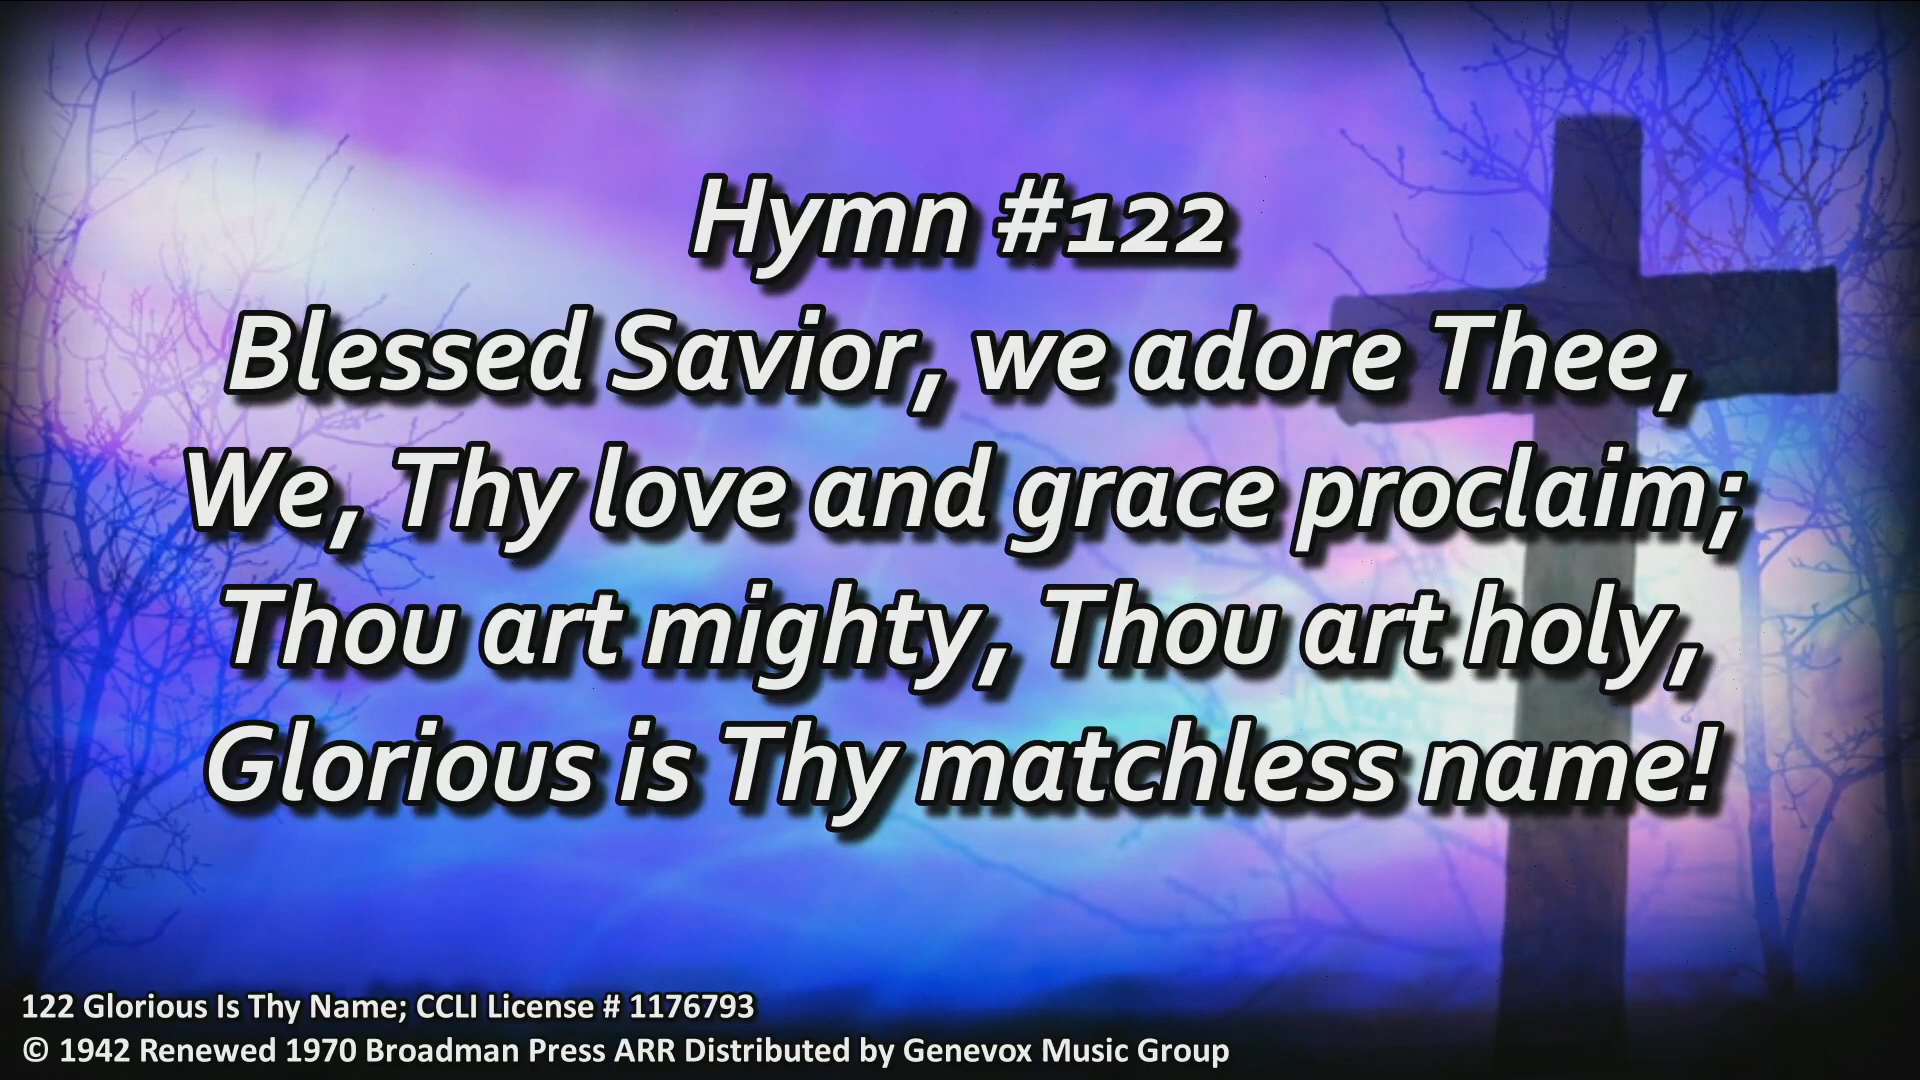 Hymn #122
Blessed Savior, we adore Thee,
We, Thy love and grace proclaim;
Thou art mighty, Thou art holy,
Glorious is Thy matchless name!
122 Glorious Is Thy Name; CCLI License # 1176793
© 1942 Renewed 1970 Broadman Press ARR Distributed by Genevox Music Group